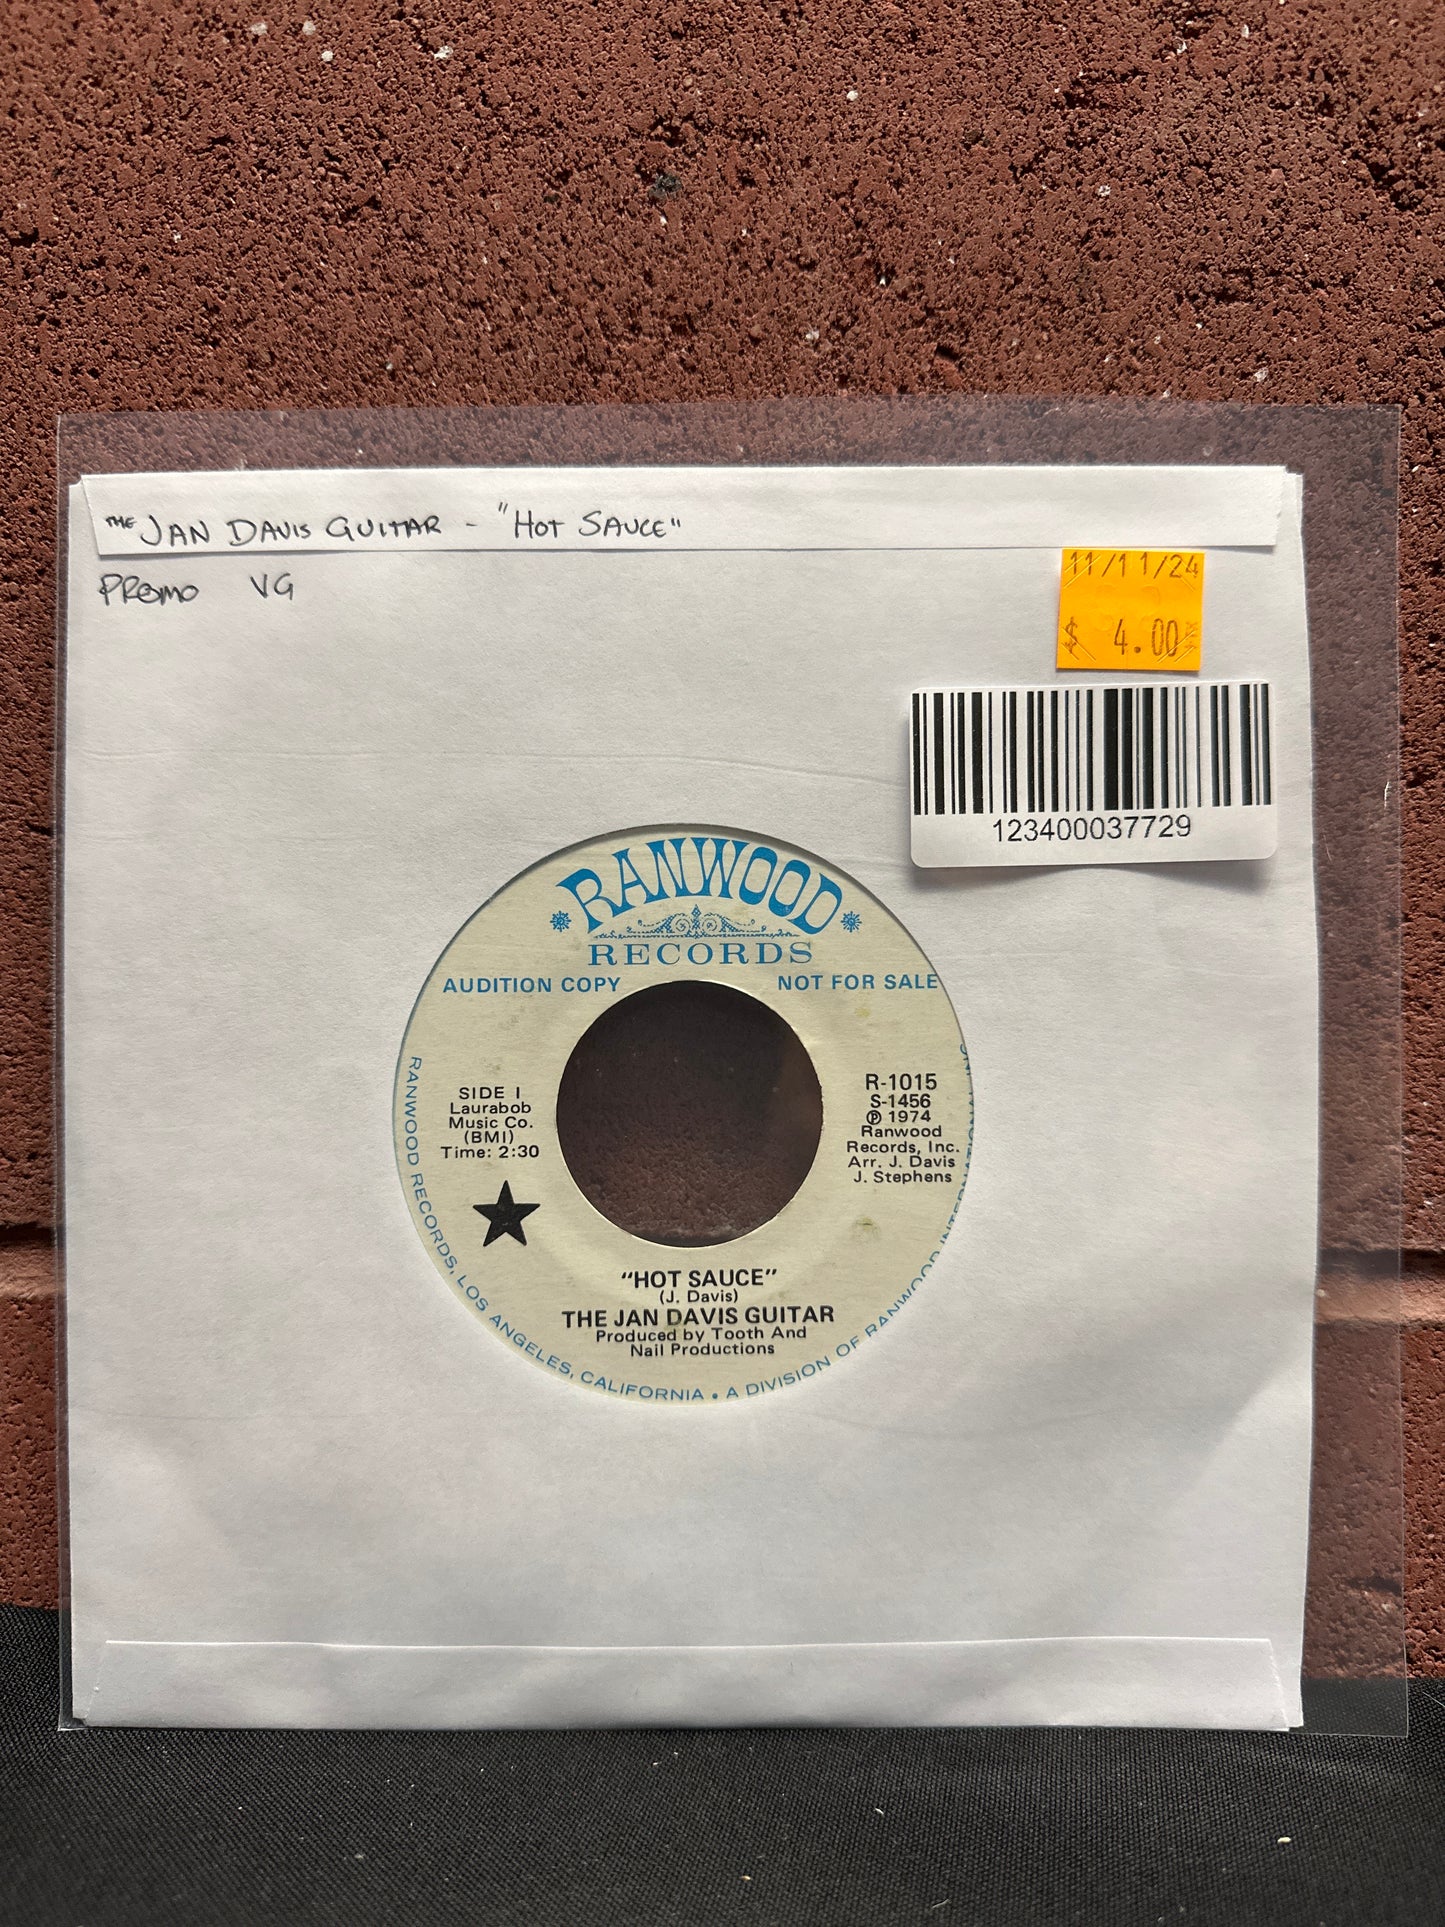 THE JAN DAVIS GUITAR - "HOT SAUCE"
PROMO VG
11/11/24
$ 4.00
123400037729
RANWOOD
RECORDS
AUDITION COPY NOT FOR SALE
SIDE I
Laurabob
Music Co.
(BMI)
Time: 2:30
R-1015
S-1456
℗ 1974
Ranwood
Records, Inc.
Arr. J. Davis
J. Stephens
"HOT SAUCE"
(J. Davis)
THE JAN DAVIS GUITAR
Produced by Tooth And
Nail Productions
RANWOOD RECORDS, LOS ANGELES, CALIFORNIA • A DIVISION OF RANWOOD INTERNATIONAL